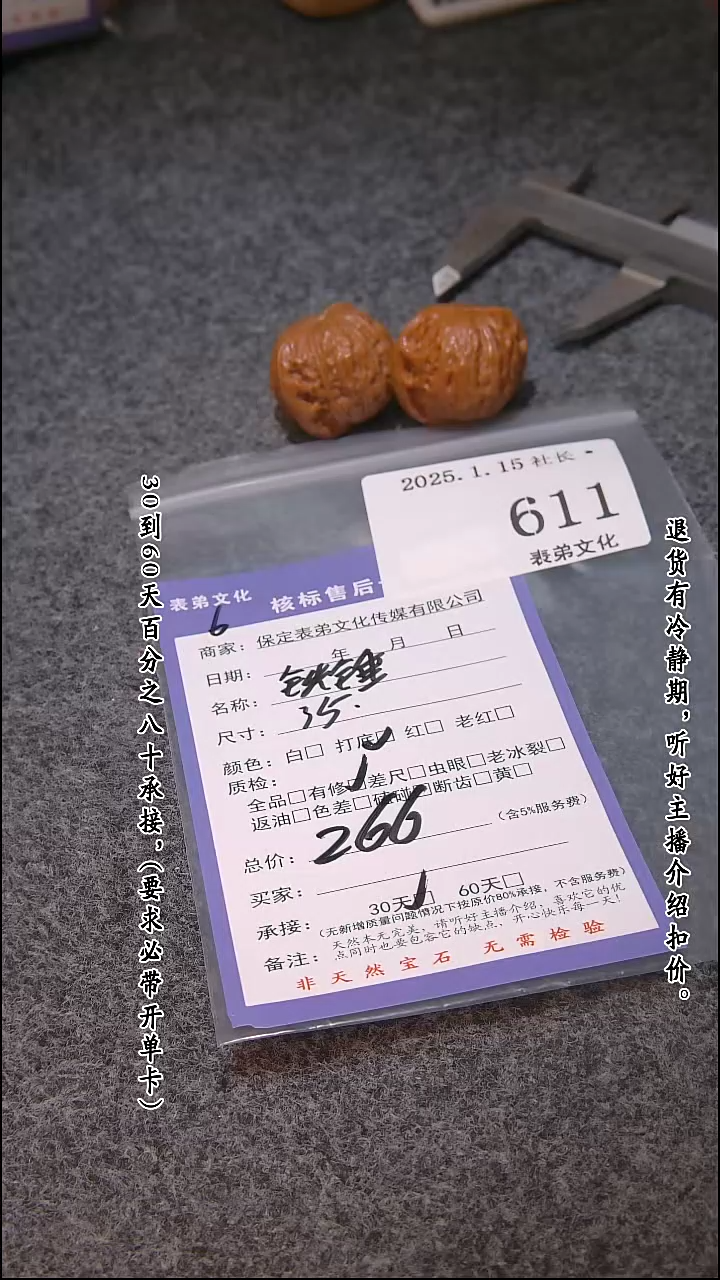 2025.1.15 社长-
611
表弟文化
表弟文化
核标售后
6
商家：保定表弟文化传媒有限公司
日期： 年 月 日
名称：铁锤
尺寸：35.
颜色：白□ 打底□ 红□ 老红□
质检：
全品□有修□差尺□虫眼□老冰裂□
返油□色差□磕碰□断齿□黄□
总价：266 （含5%服务费）
买家：
承接：30天□ 60天□
（无新增质量问题情况下按原价80%承接，不含服务费）
备注：天然本无完美，请听好主播介绍，喜欢它的优
点同时也要包容它的缺点，开心快乐每一天！
非天然宝石 无需检验
30到60天百分之八十承接，（要求必带开单卡）
退货有冷静期，听好主播介绍扣价。